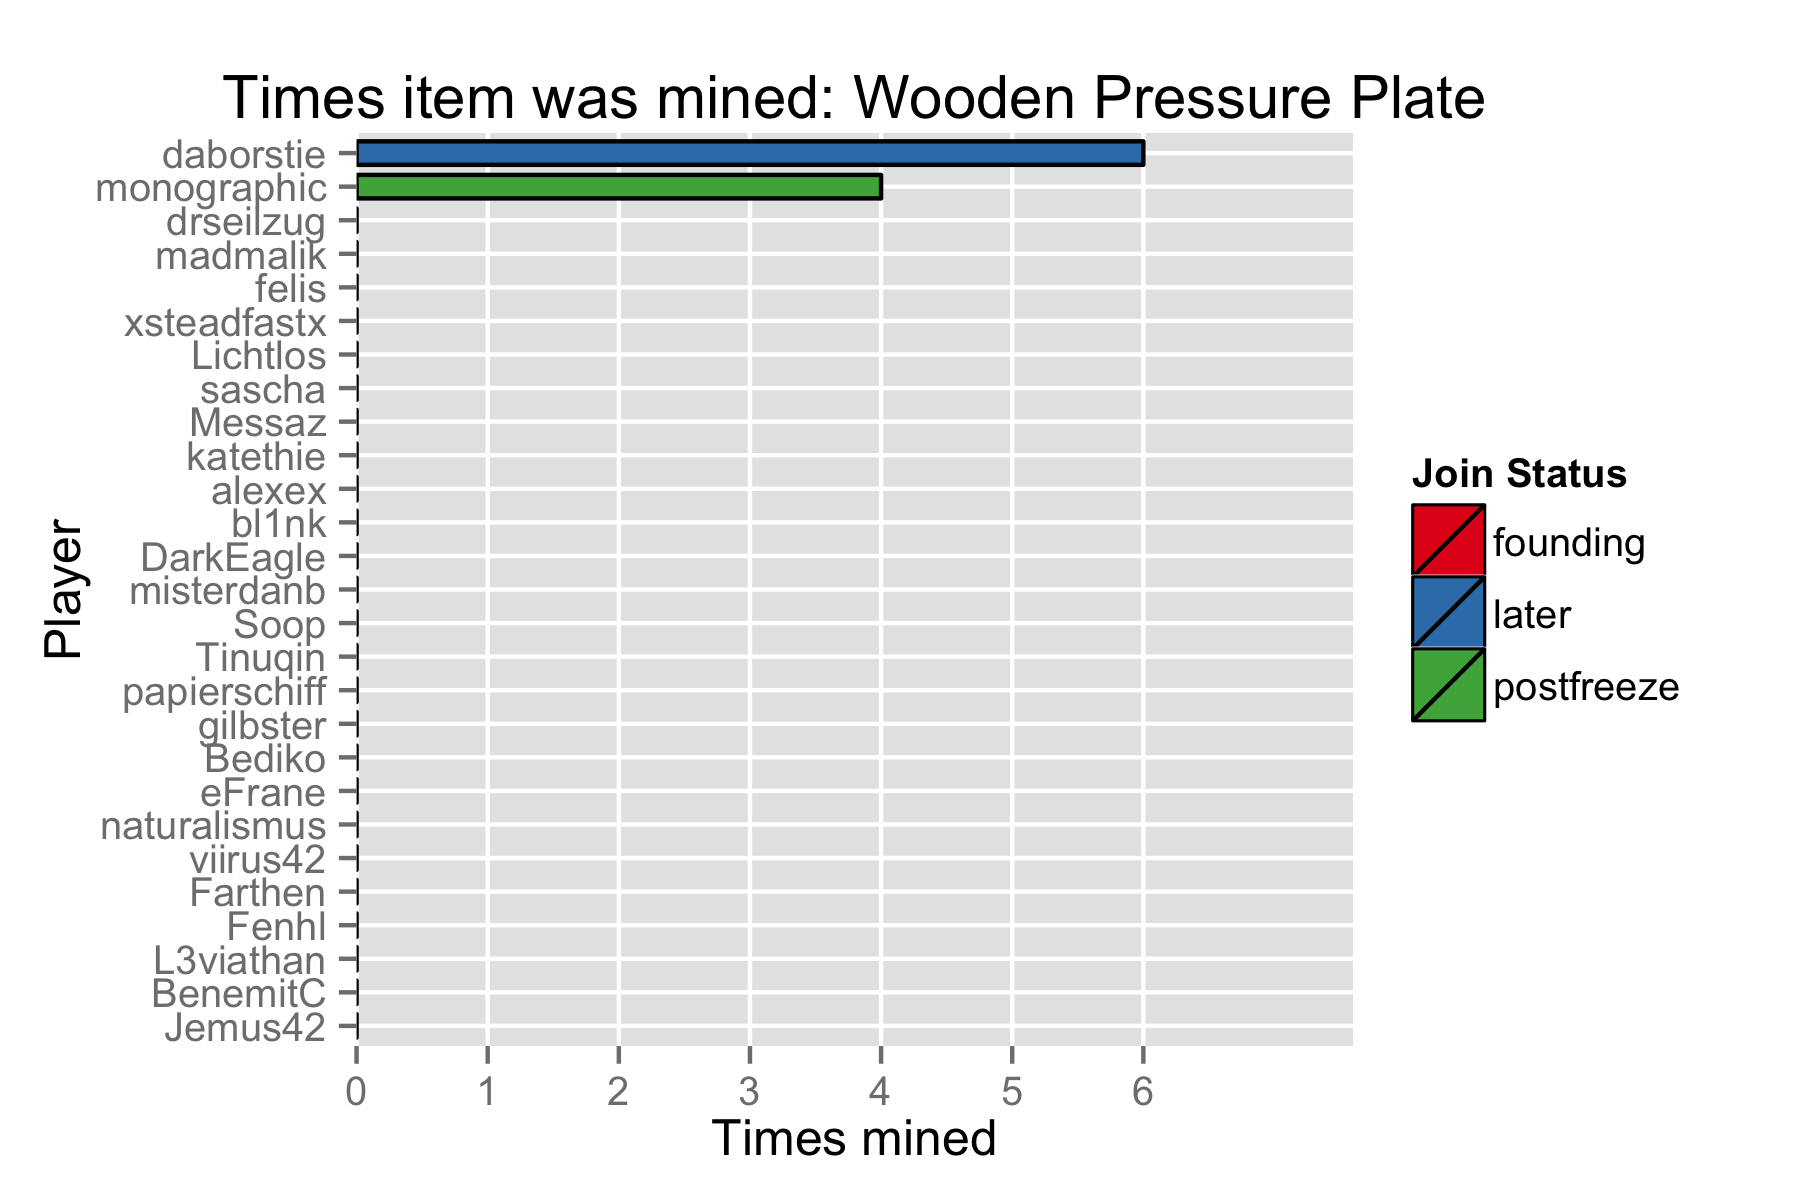 Times item was mined: Wooden Pressure Plate
daborstie
monographic
drseilzug
madmalik
felis
xsteadfastx
Lichtlos
sascha
Messaz
katethie
alexex
bl1nk
DarkEagle
misterdanb
Soop
Tinuqin
papierschiff
gilbster
Bediko
eFrane
naturalismus
viirus42
Farthen
Fenhl
L3viathan
BenemitC
Jemus42
Player
0 1 2 3 4 5 6
Times mined
Join Status
founding
later
postfreeze